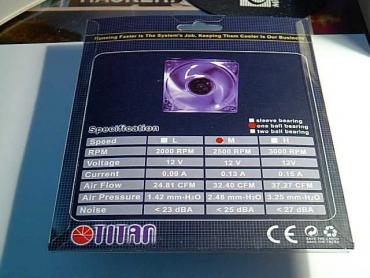 Running Faster Is The System's Job, Keeping Them Cooler Is Our Business
sleeve bearing
one ball bearing
two ball bearing
Specification
Speed L M H
RPM 2000 RPM 2500 RPM 3000 RPM
Voltage 12 V 12 V 12V
Current 0.09 A 0.13 A 0.15 A
Air Flow 24.81 CFM 32.40 CFM 37.27 CFM
Air Pressure 1.42 mm-H2O 2.46 mm-H2O 3.25 mm-H2O
Noise < 23 dBA < 25 dBA < 27 dBA
TITAN
CE